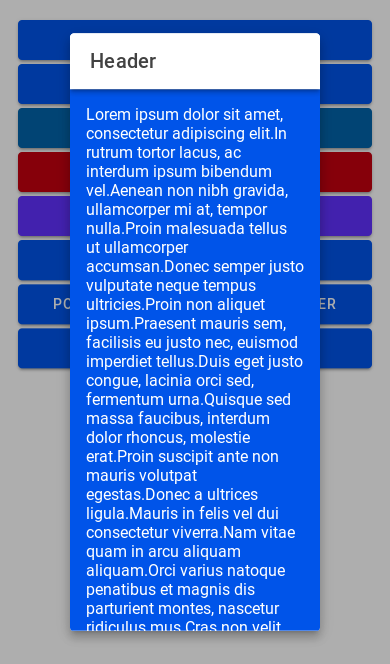 Header
Lorem ipsum dolor sit amet,
consectetur adipiscing elit.In
rutrum tortor lacus, ac
interdum ipsum bibendum
vel.Aenean non nibh gravida,
ullamcorper mi at, tempor
nulla.Proin malesuada tellus
ut ullamcorper
accumsan.Donec semper justo
vulputate neque tempus
ultricies.Proin non aliquet
PO
ER
ipsum.Praesent mauris sem,
facilisis eu justo nec, euismod
imperdiet tellus.Duis eget justo
congue, lacinia orci sed,
fermentum urna.Quisque sed
massa faucibus, interdum
dolor rhoncus, molestie
erat.Proin suscipit ante non
mauris volutpat
egestas.Donec a ultrices
ligula.Mauris in felis vel dui
consectetur viverra.Nam vitae
quam in arcu aliquam
aliquam.Orci varius natoque
penatibus et magnis dis
parturient montes, nascetur
ridiculus mus.Cras non velit